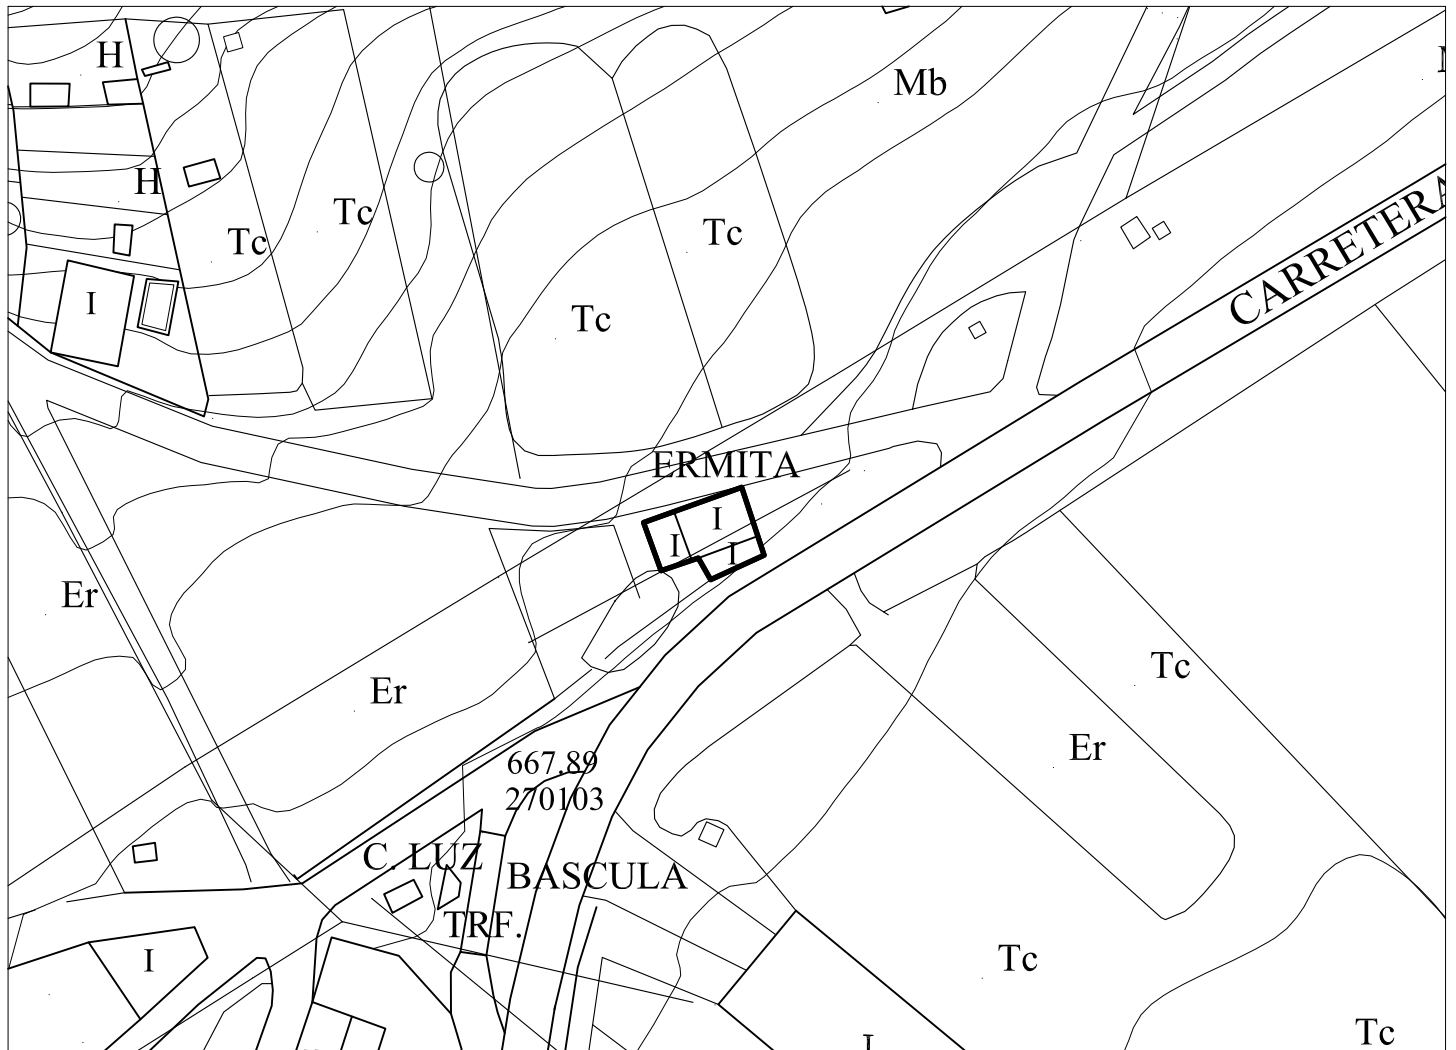 H
Mb
H
Tc
Tc
Tc
CARRETERA
I
Tc
ERMITA
I
I
I
Er
Tc
Er
Er
667.89
270103
C. LUZ
BASCULA
TRF.
I
Tc
Tc